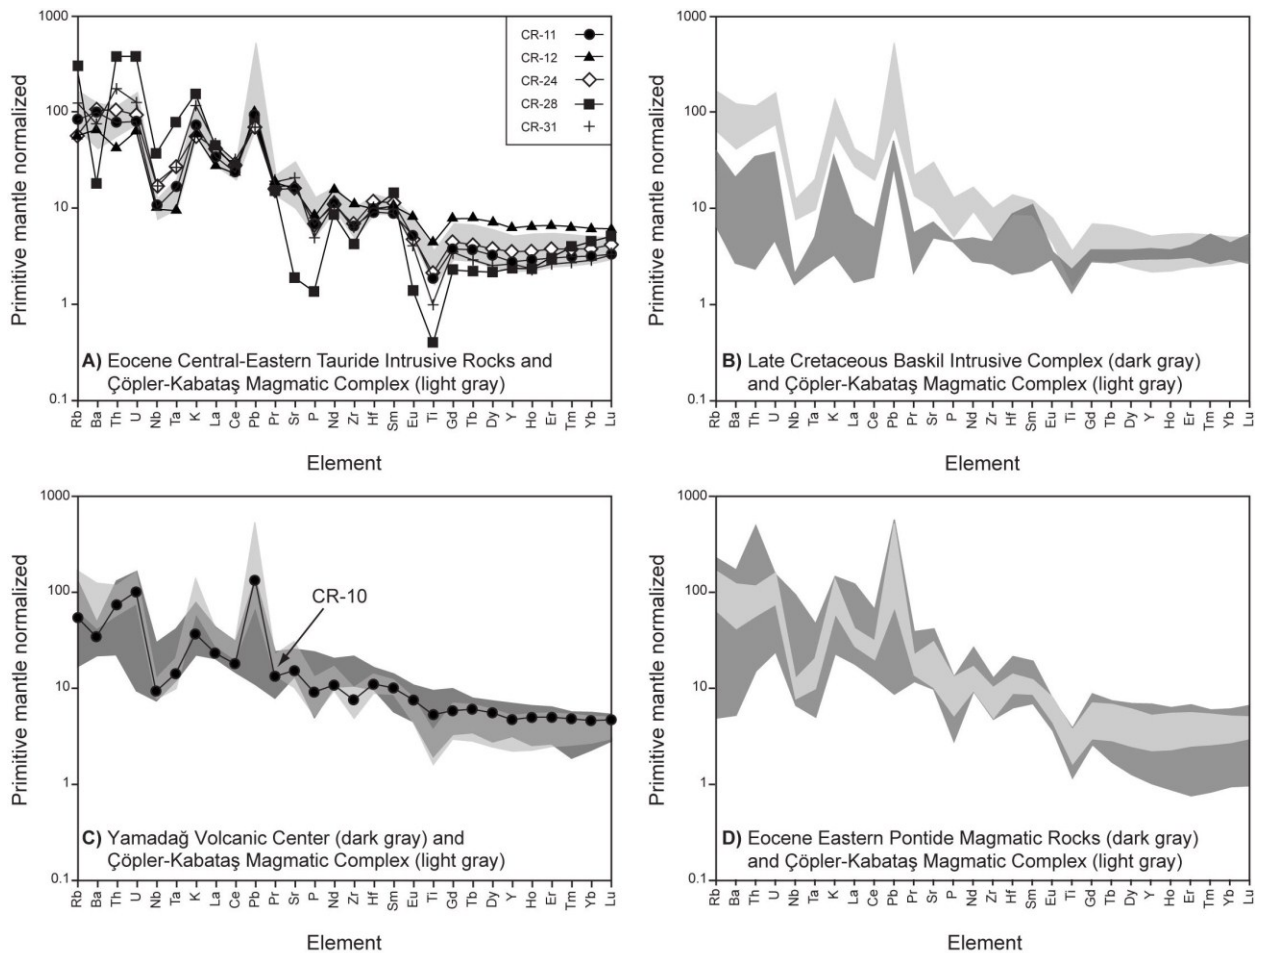 1000
100
10
1
0.1
Primitive mantle normalized
CR-11
CR-12
CR-24
CR-28
CR-31
A) Eocene Central-Eastern Tauride Intrusive Rocks and
Çöpler-Kabataş Magmatic Complex (light gray)
Rb Ba Th U Nb Ta K La Ce Pb Pr Sr P Nd Zr Hf Sm Eu Ti Gd Tb Dy Y Ho Er Tm Yb Lu
Element
1000
100
10
1
0.1
Primitive mantle normalized
B) Late Cretaceous Baskil Intrusive Complex (dark gray)
and Çöpler-Kabataş Magmatic Complex (light gray)
Rb Ba Th U Nb Ta K La Ce Pb Pr Sr P Nd Zr Hf Sm Eu Ti Gd Tb Dy Y Ho Er Tm Yb Lu
Element
1000
100
10
1
0.1
Primitive mantle normalized
CR-10
C) Yamadağ Volcanic Center (dark gray) and
Çöpler-Kabataş Magmatic Complex (light gray)
Rb Ba Th U Nb Ta K La Ce Pb Pr Sr P Nd Zr Hf Sm Eu Ti Gd Tb Dy Y Ho Er Tm Yb Lu
Element
1000
100
10
1
0.1
Primitive mantle normalized
D) Eocene Eastern Pontide Magmatic Rocks (dark gray)
and Çöpler-Kabataş Magmatic Complex (light gray)
Rb Ba Th U Nb Ta K La Ce Pb Pr Sr P Nd Zr Hf Sm Eu Ti Gd Tb Dy Y Ho Er Tm Yb Lu
Element